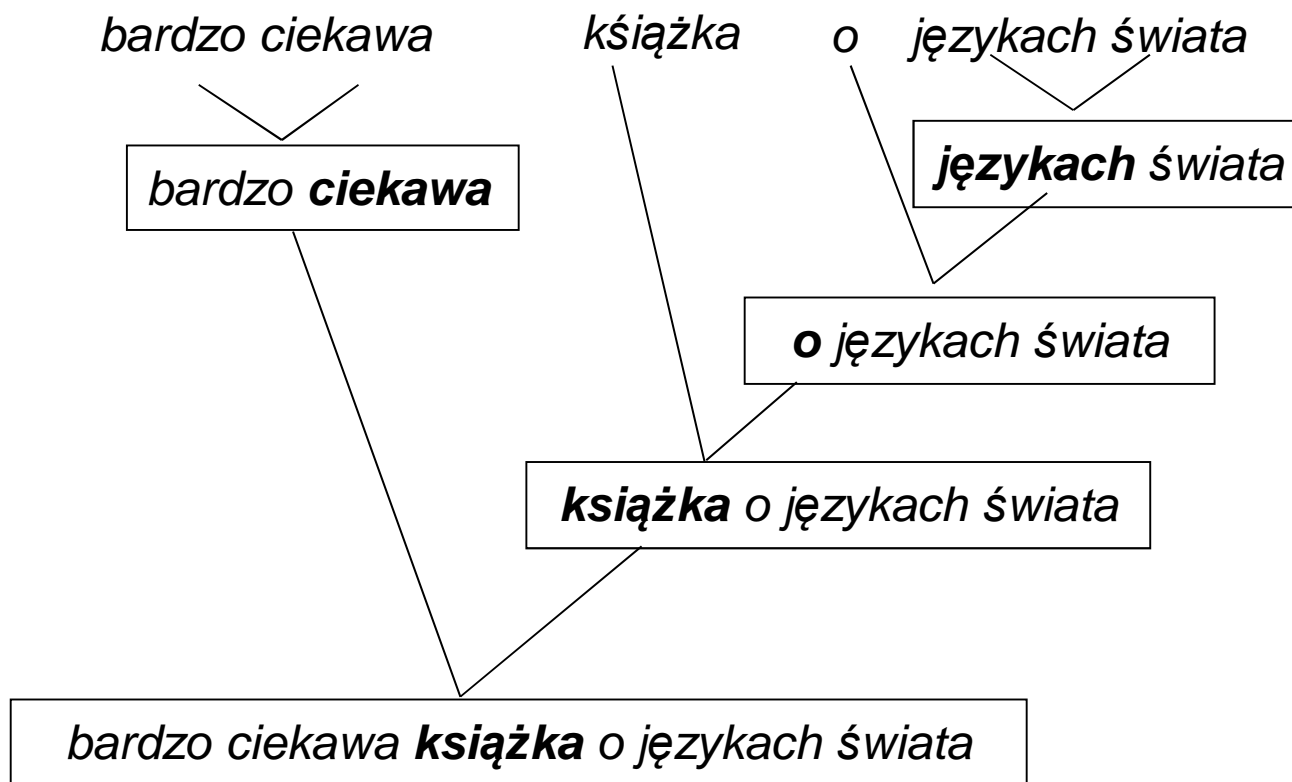 bardzo ciekawa kśiążka o językach świata
bardzo ciekawa
językach świata
o językach świata
książka o językach świata
bardzo ciekawa książka o językach świata